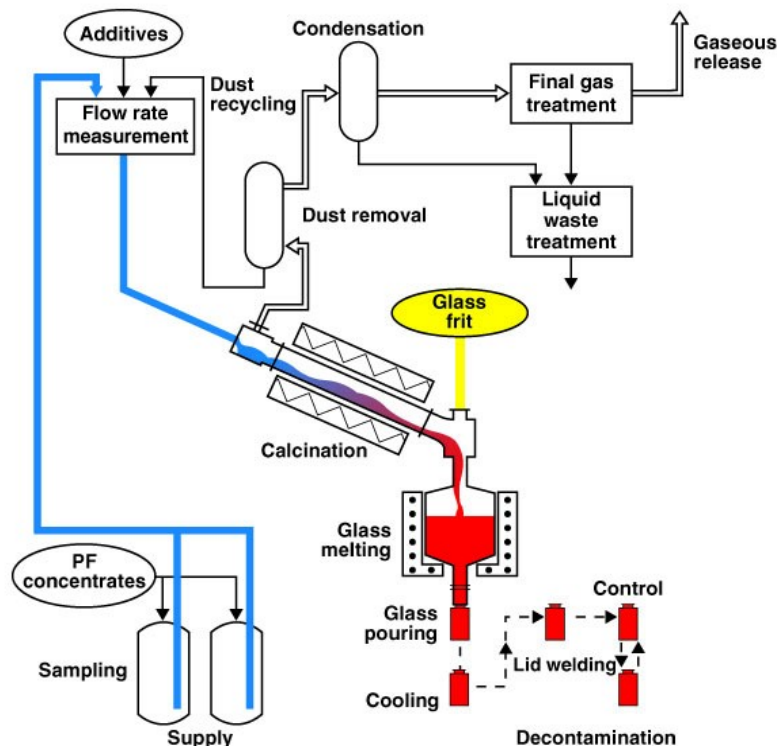 Additives
Condensation
Gaseous
release
Dust
recycling
Final gas
treatment
Flow rate
measurement
Dust removal
Liquid
waste
treatment
Glass
frit
Calcination
Glass
melting
PF
concentrates
Control
Glass
pouring
Sampling
Lid welding
Cooling
Supply
Decontamination